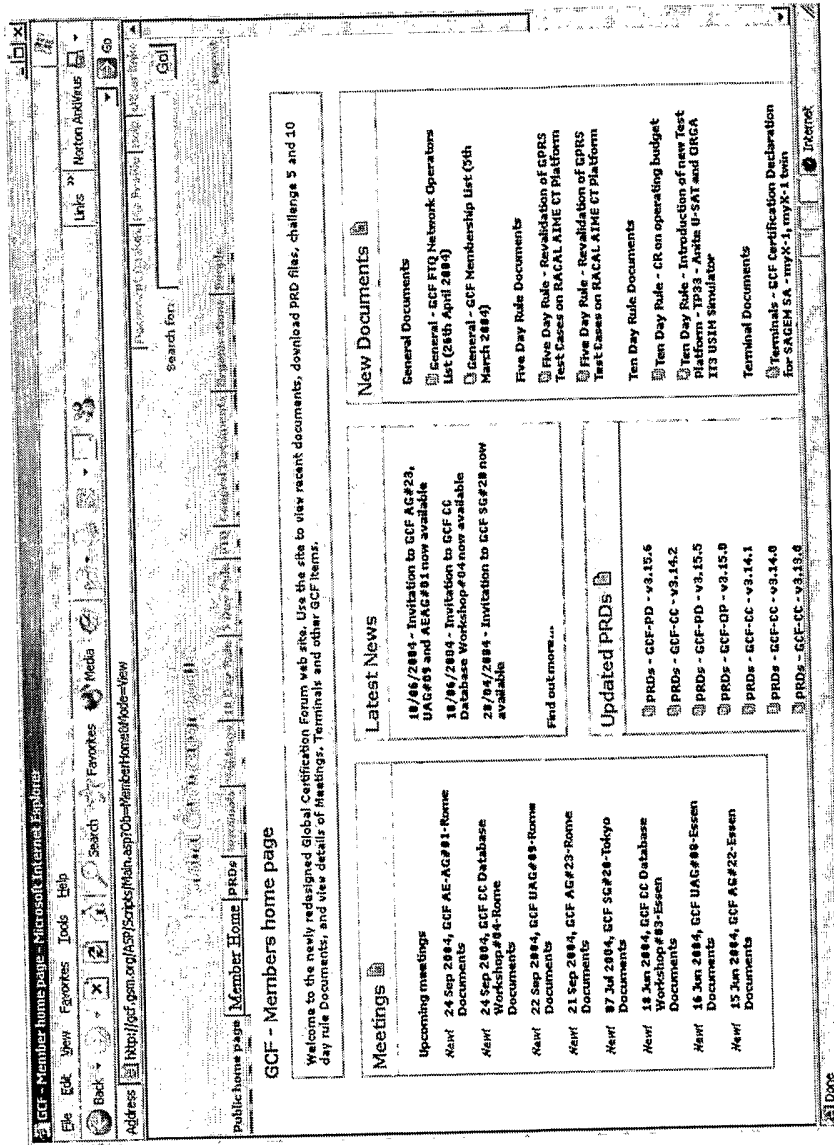 GCF - Member home page - Microsoft Internet Explorer
File Edit View Favorites Tools Help
Back Search Favorites Media Links » Norton AntiVirus
Address http://gcf.gsm.org/ASP/Scripts/Main.asp?Ob=MemberHome&Mode=View Go
Search for: Go!
Public home page Member Home PRDs
GCF - Members home page
Welcome to the newly redesigned Global Certification Forum web site. Use the site to view recent documents, download PRD files, challenge 5 and 10
day rule Documents, and view details of Meetings, Terminals and other GCF items.
Meetings
Upcoming meetings
New! 24 Sep 2004, GCF AE-AG#01-Rome
Documents
New! 24 Sep 2004, GCF CC Database
Workshop#04-Rome
Documents
New! 22 Sep 2004, GCF UAG#09-Rome
Documents
New! 21 Sep 2004, GCF AG#23-Rome
Documents
New! 07 Jul 2004, GCF SG#28-Tokyo
Documents
New! 18 Jun 2004, GCF CC Database
Workshop#03-Essen
Documents
New! 16 Jun 2004, GCF UAG#08-Essen
Documents
New! 15 Jun 2004, GCF AG#22-Essen
Documents
Latest News
18/06/2004 - Invitation to GCF AG#23,
UAG#09 and AEAG#01 now available
18/06/2004 - Invitation to GCF CC
Database Workshop#04 now available
28/04/2004 - Invitation to GCF SG#28 now
available
Find out more...
Updated PRDs
PRDs - GCF-PD - v3.15.6
PRDs - GCF-CC - v3.14.2
PRDs - GCF-PD - v3.15.5
PRDs - GCF-OP - v3.15.0
PRDs - GCF-CC - v3.14.1
PRDs - GCF-CC - v3.14.0
PRDs - GCF-CC - v3.13.0
New Documents
General Documents
General - GCF FTQ Network Operators
List (26th April 2004)
General - GCF Membership List (5th
March 2004)
Five Day Rule Documents
Five Day Rule - Revalidation of GPRS
Test Cases on RACAL AIME CT Platform
Five Day Rule - Revalidation of GPRS
Test Cases on RACAL AIME CT Platform
Ten Day Rule Documents
Ten Day Rule - CR on operating budget
Ten Day Rule - Introduction of new Test
Platform - TP33 - Anite U-SAT and ORGA
IT3 USIM Simulator
Terminal Documents
Terminals - GCF Certification Declaration
for SAGEM SA - myX-1, myX-1 twin
Done Internet